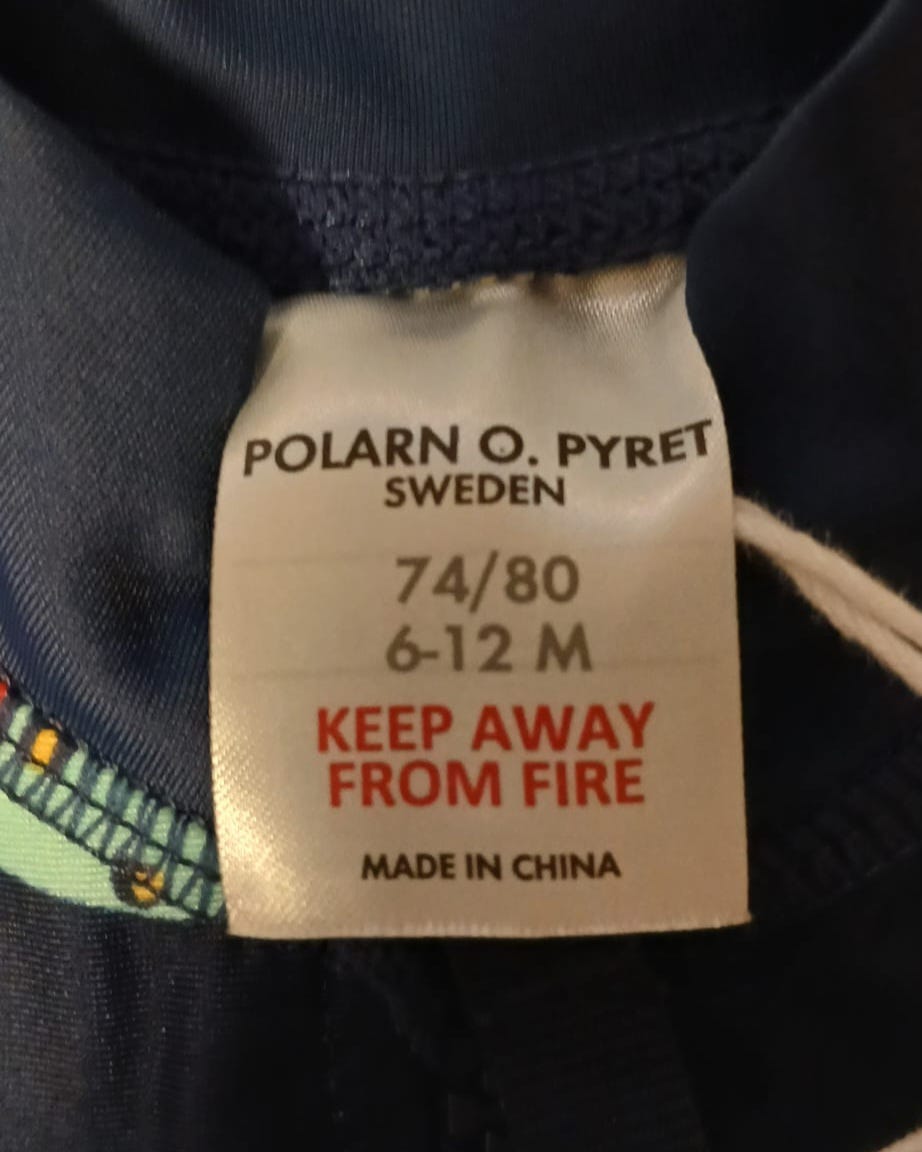 POLARN O. PYRET
SWEDEN
74/80
6-12 M
KEEP AWAY
FROM FIRE
MADE IN CHINA